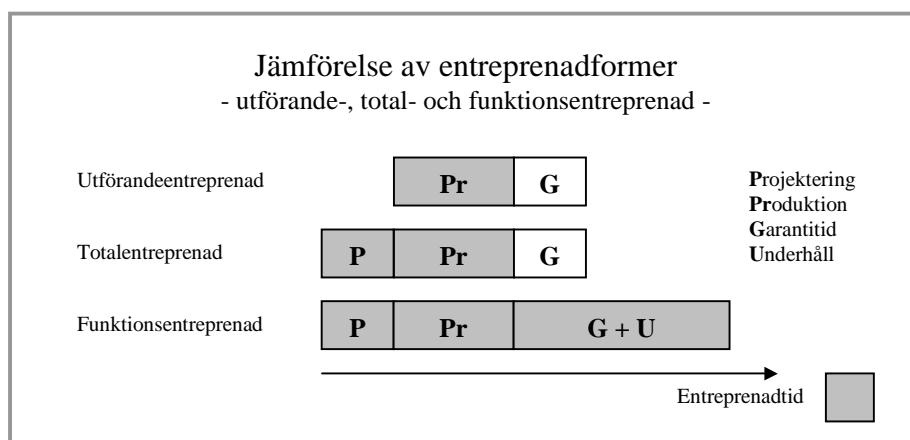 Jämförelse av entreprenadformer
- utförande-, total- och funktionsentreprenad -
Utförandeentreprenad
Pr
G
Projektering
Produktion
Garantitid
Underhåll
Totalentreprenad
P
Pr
G
Funktionsentreprenad
P
Pr
G + U
Entreprenadtid